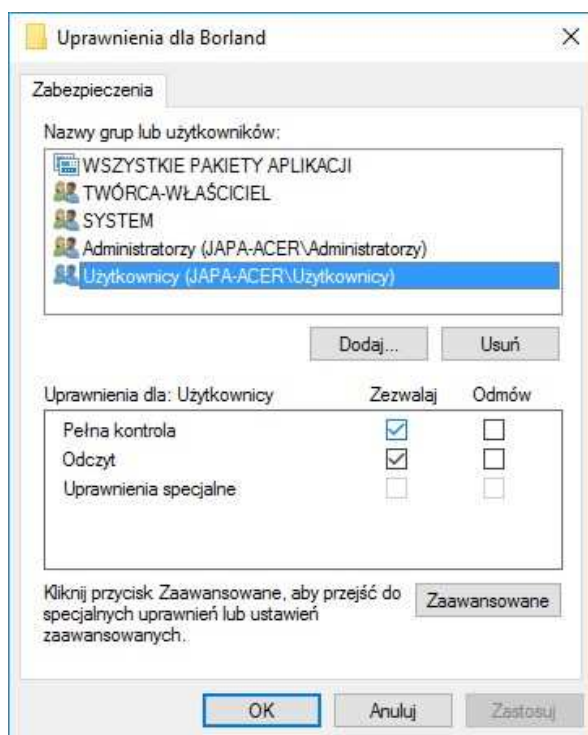 Uprawnienia dla Borland
Zabezpieczenia
Nazwy grup lub użytkowników:
WSZYSTKIE PAKIETY APLIKACJI
TWÓRCA-WŁAŚCICIEL
SYSTEM
Administratorzy (JAPA-ACER\Administratorzy)
Użytkownicy (JAPA-ACER\Użytkownicy)
Dodaj... Usuń
Uprawnienia dla: Użytkownicy Zezwalaj Odmów
Pełna kontrola
Odczyt
Uprawnienia specjalne
Kliknij przycisk Zaawansowane, aby przejść do
specjalnych uprawnień lub ustawień
zaawansowanych.
Zaawansowane
OK Anuluj Zastosuj